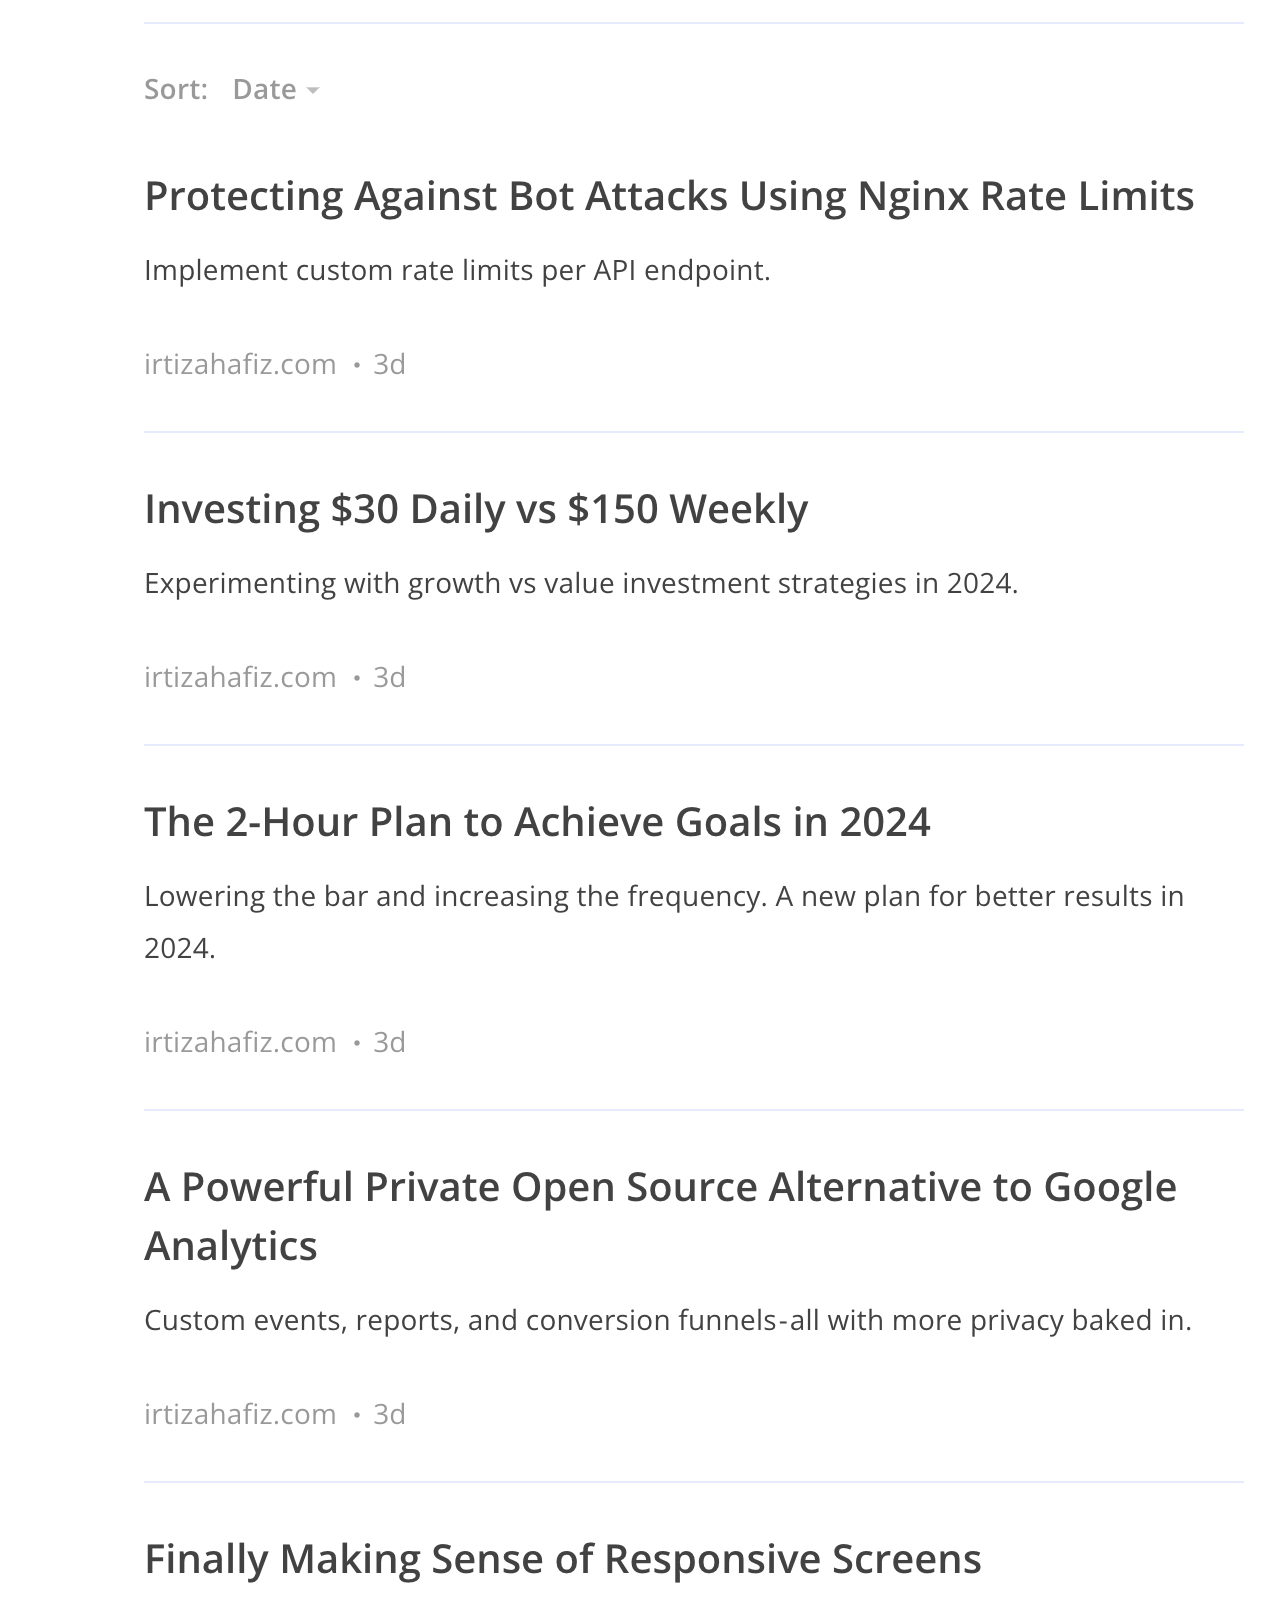 Sort: Date
Protecting Against Bot Attacks Using Nginx Rate Limits
Implement custom rate limits per API endpoint.
irtizahafiz.com • 3d
Investing $30 Daily vs $150 Weekly
Experimenting with growth vs value investment strategies in 2024.
irtizahafiz.com • 3d
The 2-Hour Plan to Achieve Goals in 2024
Lowering the bar and increasing the frequency. A new plan for better results in
2024.
irtizahafiz.com • 3d
A Powerful Private Open Source Alternative to Google
Analytics
Custom events, reports, and conversion funnels-all with more privacy baked in.
irtizahafiz.com • 3d
Finally Making Sense of Responsive Screens